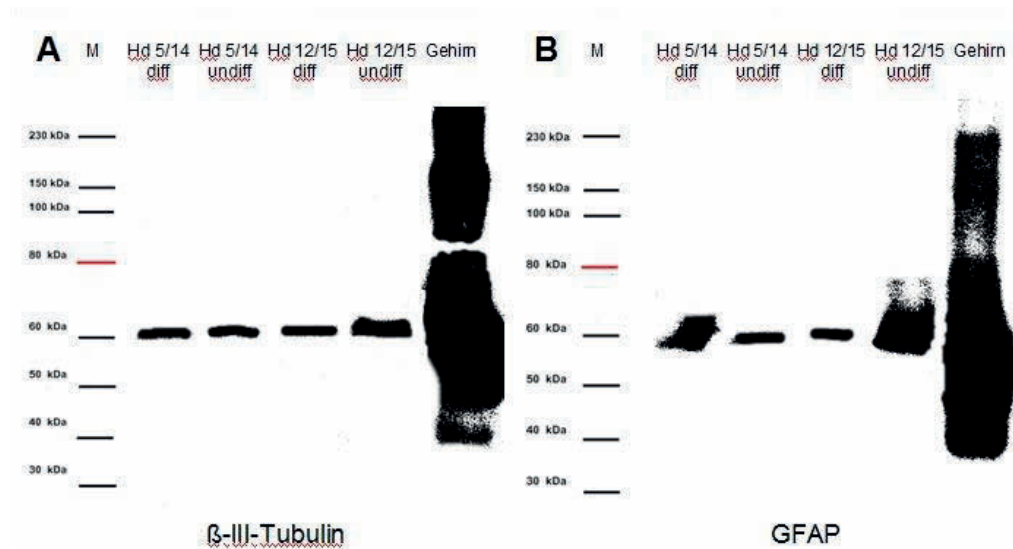 A M Hd 5/14 Hd 5/14 Hd 12/15 Hd 12/15 Gehirn
diff undiff diff undiff
230 kDa
150 kDa
100 kDa
80 kDa
60 kDa
50 kDa
40 kDa
30 kDa
ß-III-Tubulin
B M Hd 5/14 Hd 5/14 Hd 12/15 Hd 12/15 Gehirn
diff undiff diff undiff
230 kDa
150 kDa
100 kDa
80 kDa
60 kDa
50 kDa
40 kDa
30 kDa
GFAP